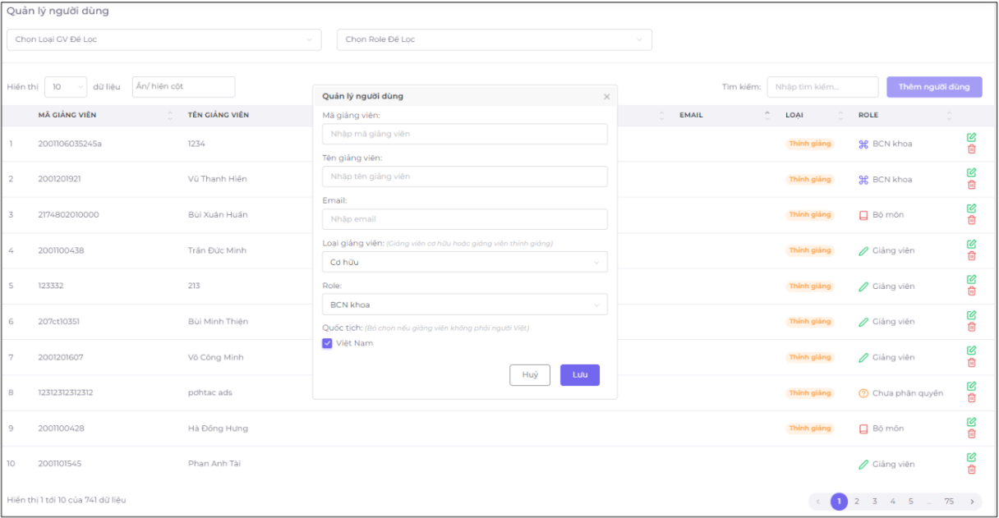 Quản lý người dùng
Chọn Loại GV Để Lọc
Chọn Role Để Lọc
Hiển thị 10 dữ liệu Ẩn/ hiện cột
Tìm kiếm: Nhập tìm kiếm... Thêm người dùng
MÃ GIẢNG VIÊN TÊN GIẢNG VIÊN EMAIL LOẠI ROLE
1 2001106035245a 1234 Thỉnh giảng BCN khoa
2 2001201921 Vũ Thanh Hiền Thỉnh giảng BCN khoa
3 2174802010000 Bùi Xuân Huấn Thỉnh giảng Bộ môn
4 2001100438 Trần Đức Minh Thỉnh giảng Giảng viên
5 123332 213 Thỉnh giảng Giảng viên
6 207ct10351 Bùi Minh Thiện Thỉnh giảng Giảng viên
7 2001201607 Võ Công Minh Thỉnh giảng Giảng viên
8 12312312312312 pdhtac ads Thỉnh giảng Chưa phân quyền
9 2001100428 Hà Đồng Hưng Thỉnh giảng Bộ môn
10 2001101545 Phan Anh Tài Giảng viên
Hiển thị 1 tới 10 của 741 dữ liệu
1 2 3 4 5 ... 75
Quản lý người dùng
Mã giảng viên:
Nhập mã giảng viên
Tên giảng viên:
Nhập tên giảng viên
Email:
Nhập email
Loại giảng viên: (Giảng viên cơ hữu hoặc giảng viên thỉnh giảng)
Cơ hữu
Role:
BCN khoa
Quốc tịch: (Bỏ chọn nếu giảng viên không phải người Việt)
Việt Nam
Huỷ Lưu